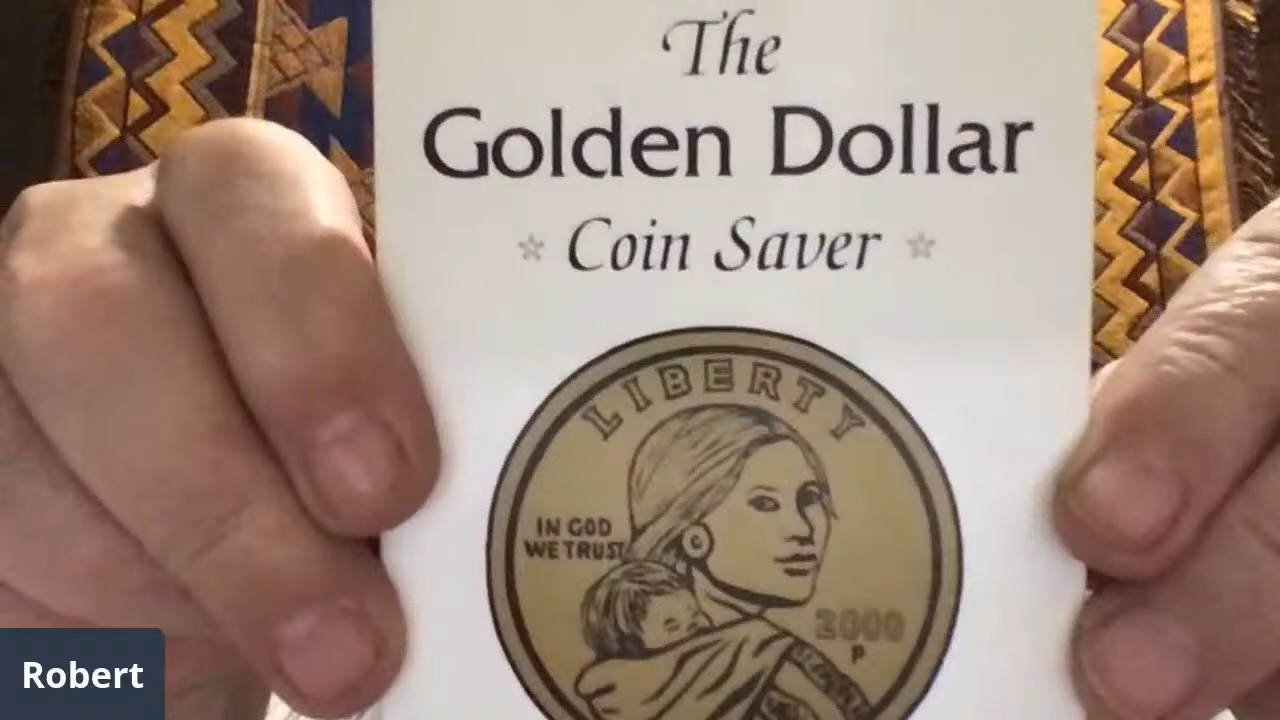 The
Golden Dollar
☆ Coin Saver ☆
LIBERTY
IN GOD
WE TRUST
2000
P
Robert